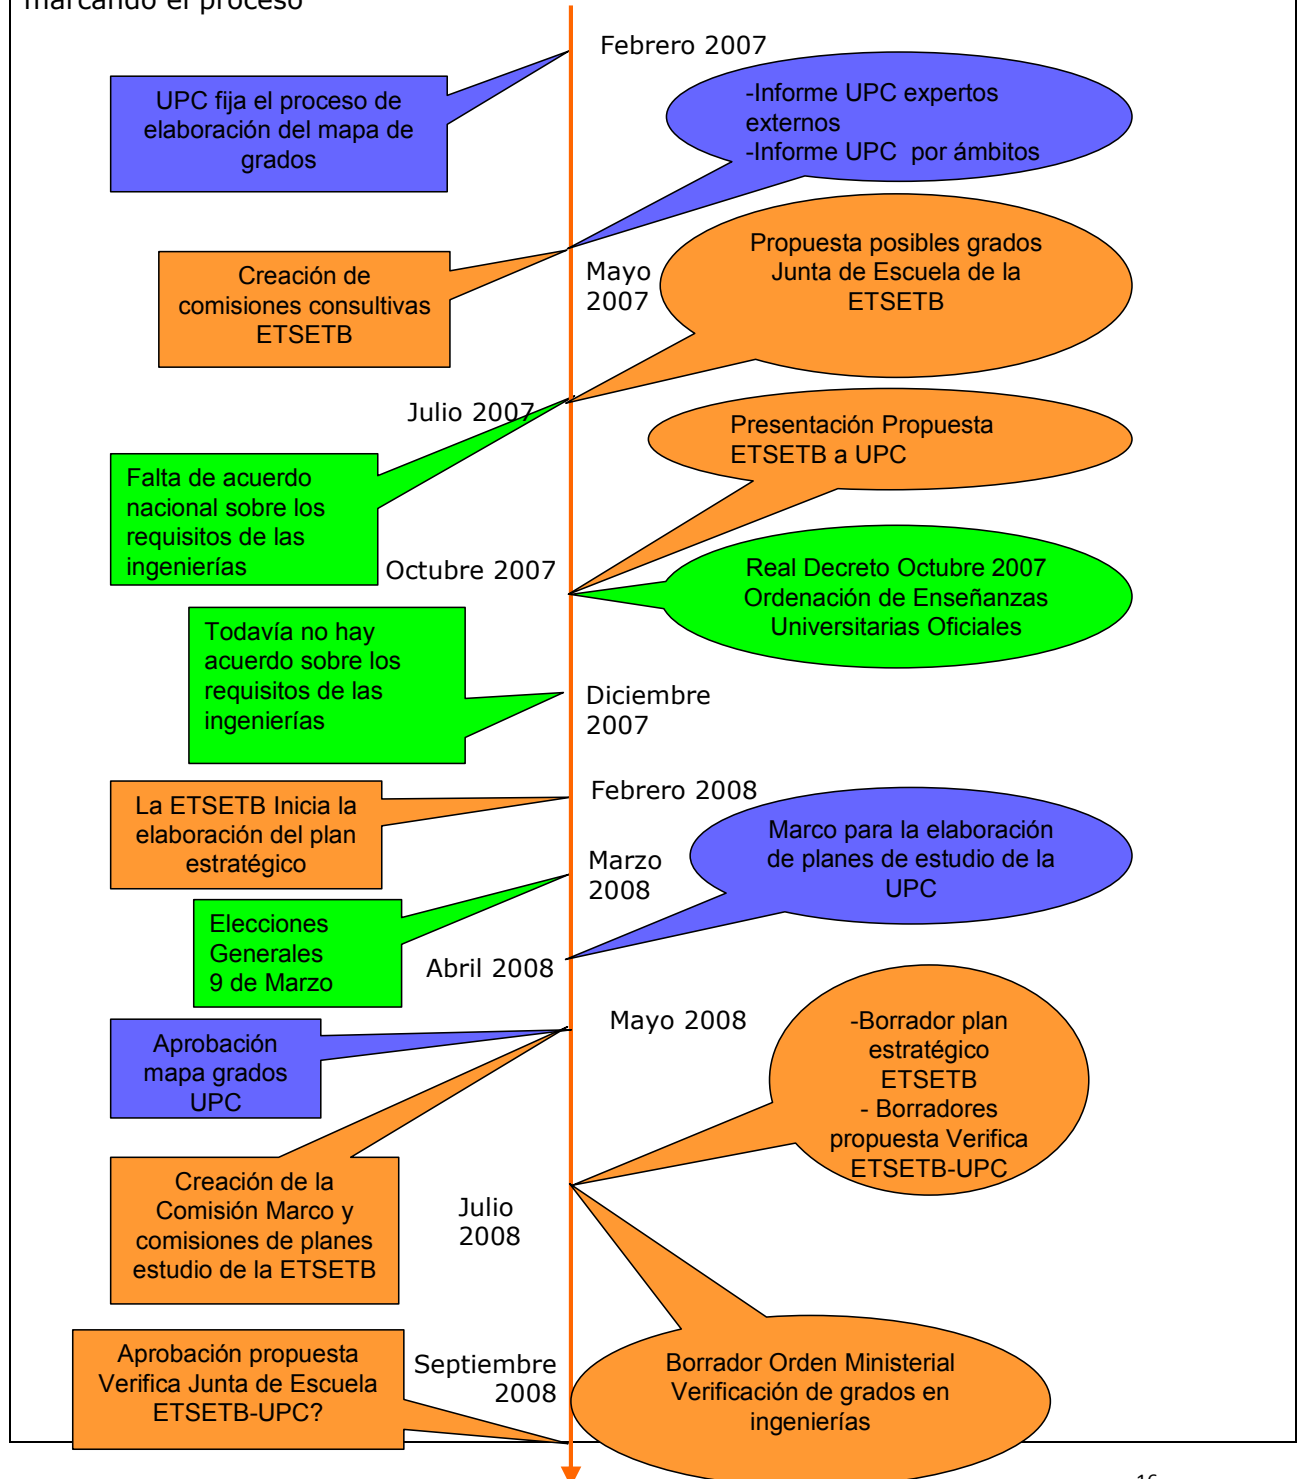 marcando el proceso
Febrero 2007
UPC fija el proceso de
elaboración del mapa de
grados
-Informe UPC expertos
externos
-Informe UPC por ámbitos
Creación de
comisiones consultivas
ETSETB
Mayo
2007
Propuesta posibles grados
Junta de Escuela de la
ETSETB
Julio 2007
Presentación Propuesta
ETSETB a UPC
Falta de acuerdo
nacional sobre los
requisitos de las
ingenierías
Octubre 2007
Real Decreto Octubre 2007
Ordenación de Enseñanzas
Universitarias Oficiales
Todavía no hay
acuerdo sobre los
requisitos de las
ingenierías
Diciembre
2007
Febrero 2008
La ETSETB Inicia la
elaboración del plan
estratégico
Marco para la elaboración
de planes de estudio de la
UPC
Marzo
2008
Elecciones
Generales
9 de Marzo
Abril 2008
Mayo 2008
Aprobación
mapa grados
UPC
-Borrador plan
estratégico
ETSETB
- Borradores
propuesta Verifica
ETSETB-UPC
Creación de la
Comisión Marco y
comisiones de planes
estudio de la ETSETB
Julio
2008
Aprobación propuesta
Verifica Junta de Escuela
ETSETB-UPC?
Septiembre
2008
Borrador Orden Ministerial
Verificación de grados en
ingenierías